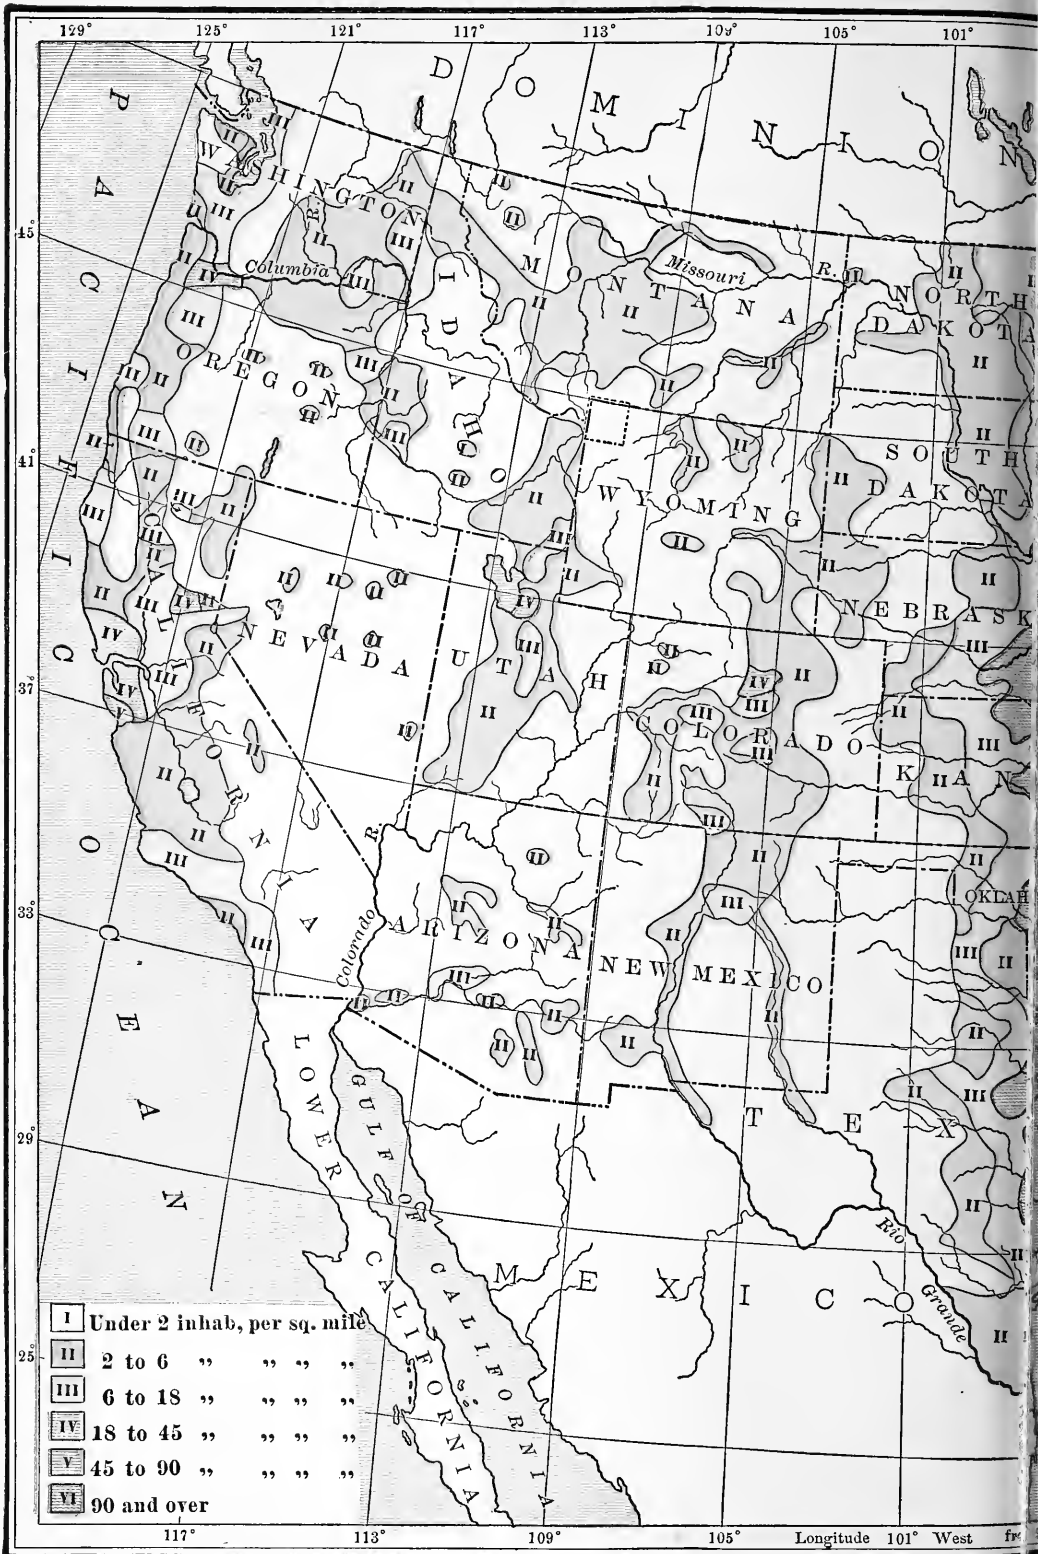 129° 125° 121° 117° 113° 109° 105° 101°
DOMINION
PACIFIC OCEAN
WASHINGTON
R.
Columbia
MONTANA
Missouri
R.
NORTH
DAKOTA
OREGON
IDAHO
SOUTH
DAKOTA
WYOMING
NEBRASK
CALIFORNIA
NEVADA
UTAH
COLORADO
KAN
R.
Colorado
ARIZONA
NEW MEXICO
OKLAH
TEX
LOWER CALIFORNIA
GULF OF CALIFORNIA
MEXICO
Rio Grande
45°
41°
37°
33°
29°
25°
I Under 2 inhab, per sq. mile
II 2 to 6 „ „ „ „
III 6 to 18 „ „ „ „
IV 18 to 45 „ „ „ „
V 45 to 90 „ „ „ „
VI 90 and over
117° 113° 109° 105° Longitude 101° West